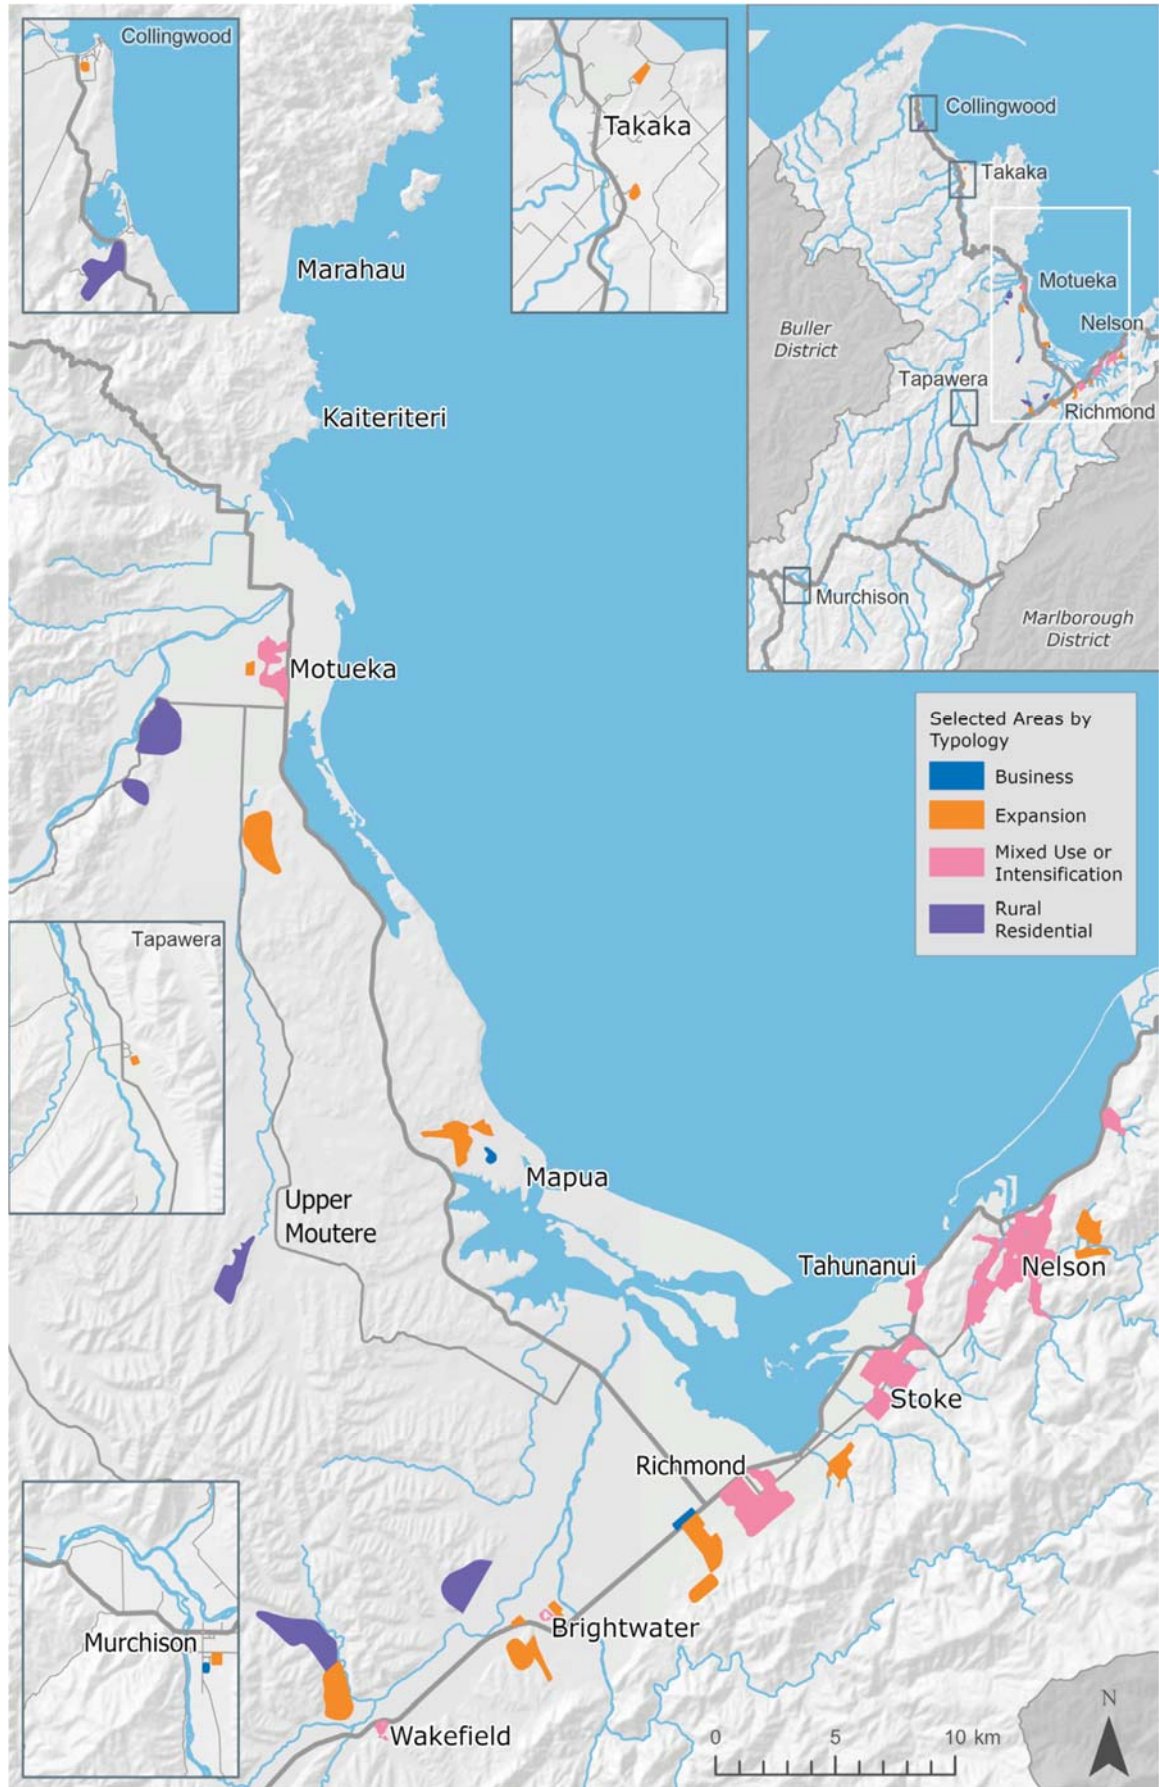 Collingwood
Takaka
Collingwood
Takaka
Motueka
Nelson
Buller
District
Tapawera
Richmond
Murchison
Marlborough
District
Marahau
Kaiteriteri
Motueka
Selected Areas by
Typology
Business
Expansion
Mixed Use or
Intensification
Rural
Residential
Tapawera
Mapua
Upper
Moutere
Tahunanui
Nelson
Stoke
Richmond
Brightwater
Murchison
Wakefield
0 5 10 km
N